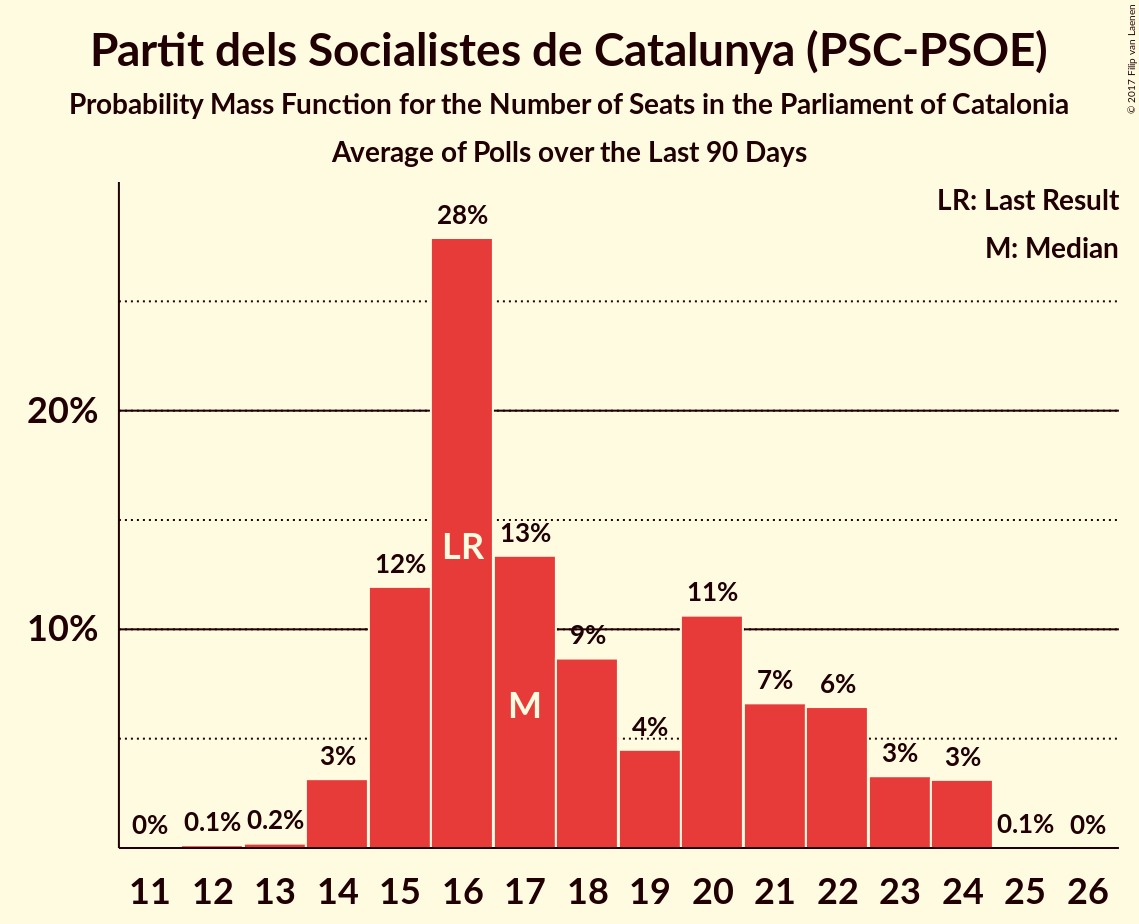 Partit dels Socialistes de Catalunya (PSC-PSOE)
Probability Mass Function for the Number of Seats in the Parliament of Catalonia
Average of Polls over the Last 90 Days
© 2017 Filip van Laenen
LR: Last Result
M: Median
20%
10%
0%
0.1%
0.2%
3%
12%
28%
13%
9%
4%
11%
7%
6%
3%
3%
0.1%
0%
LR
M
11 12 13 14 15 16 17 18 19 20 21 22 23 24 25 26